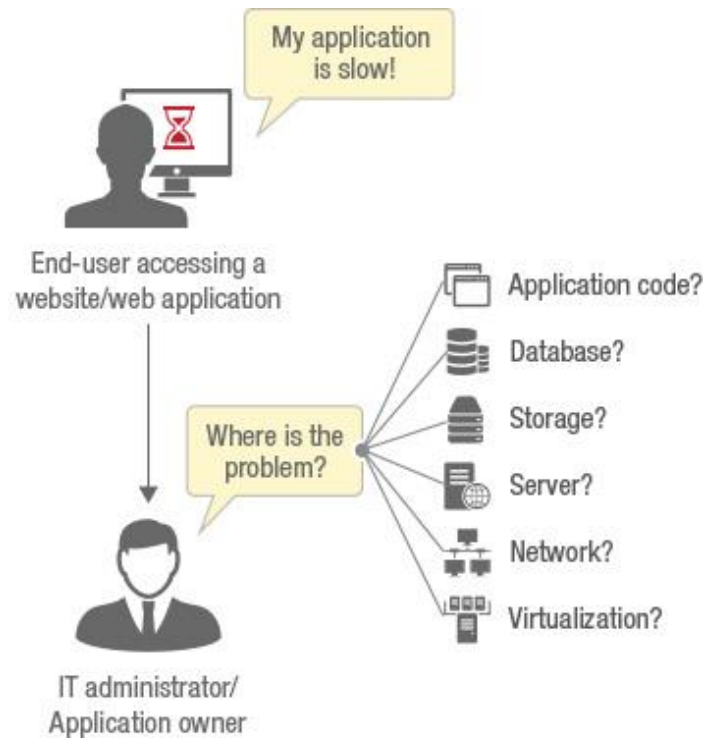 My application
is slow!
End-user accessing a
website/web application
Application code?
Database?
Storage?
Server?
Network?
Virtualization?
Where is the
problem?
IT administrator/
Application owner